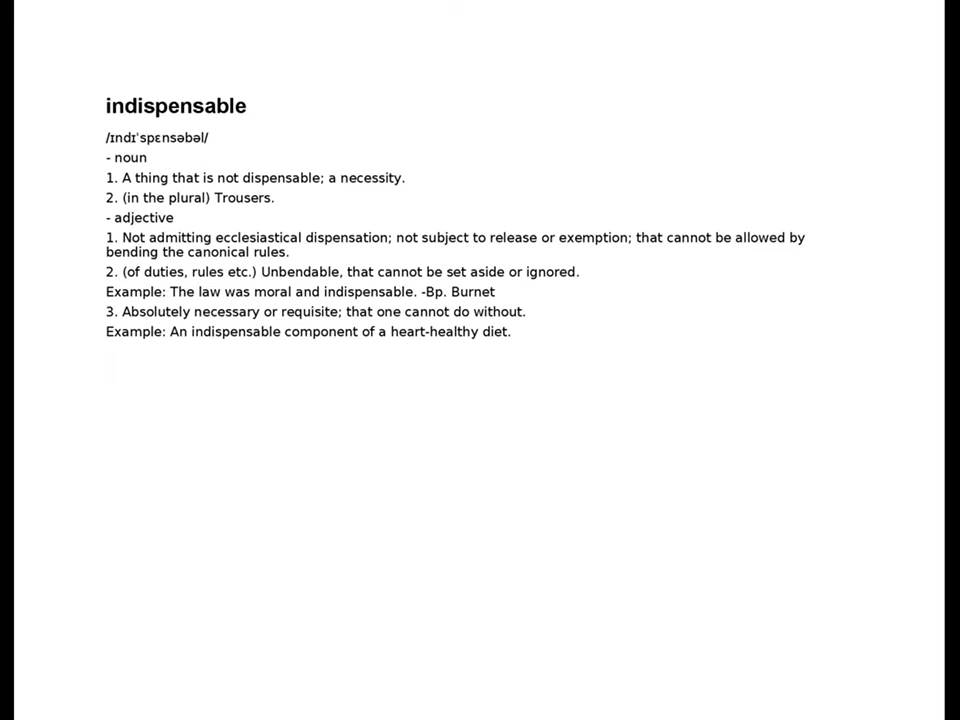 indispensable
/ɪndɪˈspɛnsəbəl/
- noun
1. A thing that is not dispensable; a necessity.
2. (in the plural) Trousers.
- adjective
1. Not admitting ecclesiastical dispensation; not subject to release or exemption; that cannot be allowed by
bending the canonical rules.
2. (of duties, rules etc.) Unbendable, that cannot be set aside or ignored.
Example: The law was moral and indispensable. -Bp. Burnet
3. Absolutely necessary or requisite; that one cannot do without.
Example: An indispensable component of a heart-healthy diet.